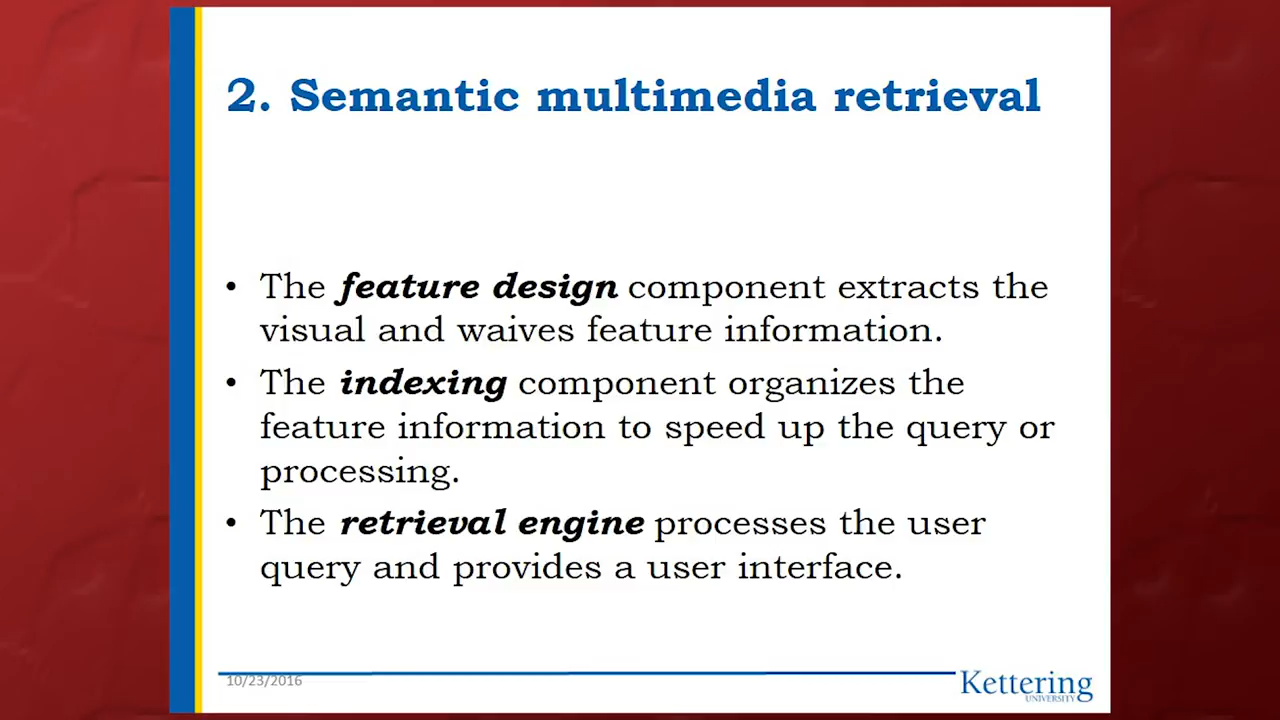 2. Semantic multimedia retrieval
• The feature design component extracts the
visual and waives feature information.
• The indexing component organizes the
feature information to speed up the query or
processing.
• The retrieval engine processes the user
query and provides a user interface.
10/23/2016
Kettering
UNIVERSITY